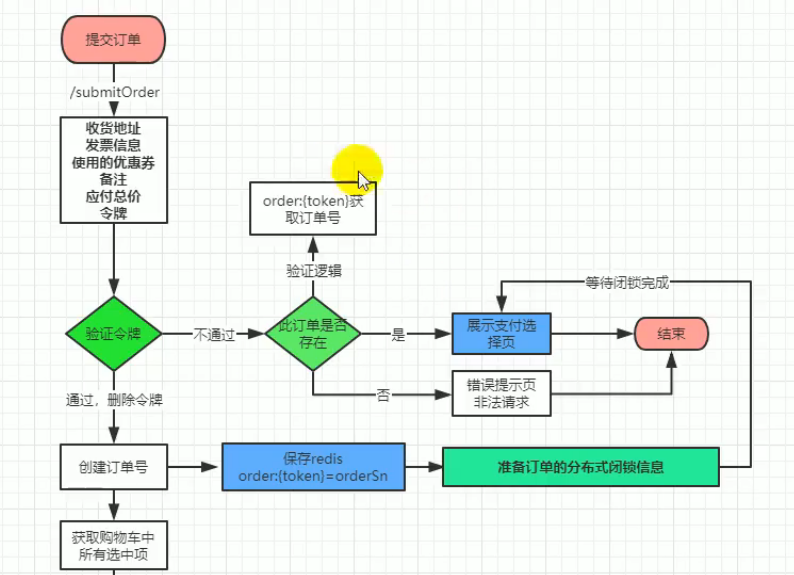 提交订单
/submitOrder
收货地址
发票信息
使用的优惠券
备注
应付总价
令牌
order:{token}获
取订单号
验证逻辑
等待闭锁完成
验证令牌
不通过
此订单是否
存在
是
展示支付选
择页
结束
否
错误提示页
非法请求
通过，删除令牌
创建订单号
保存redis
order:{token}=orderSn
准备订单的分布式闭锁信息
获取购物车中
所有选中项